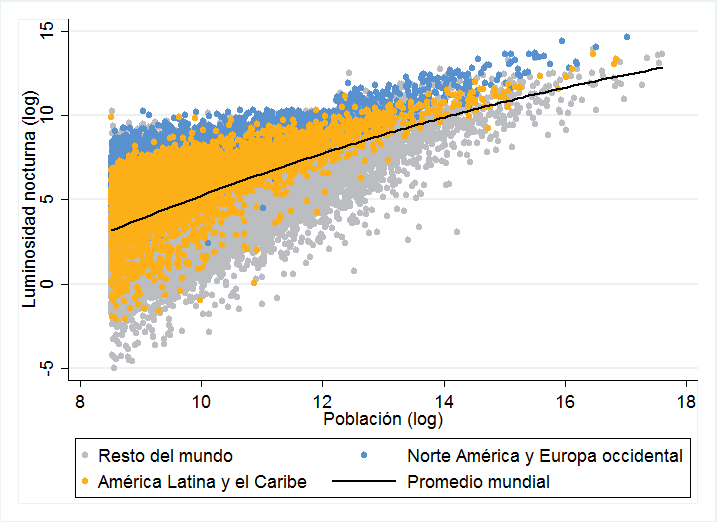 Luminosidad nocturna (log)
15
10
5
0
-5
8 10 12 14 16 18
Población (log)
Resto del mundo Norte América y Europa occidental
América Latina y el Caribe Promedio mundial